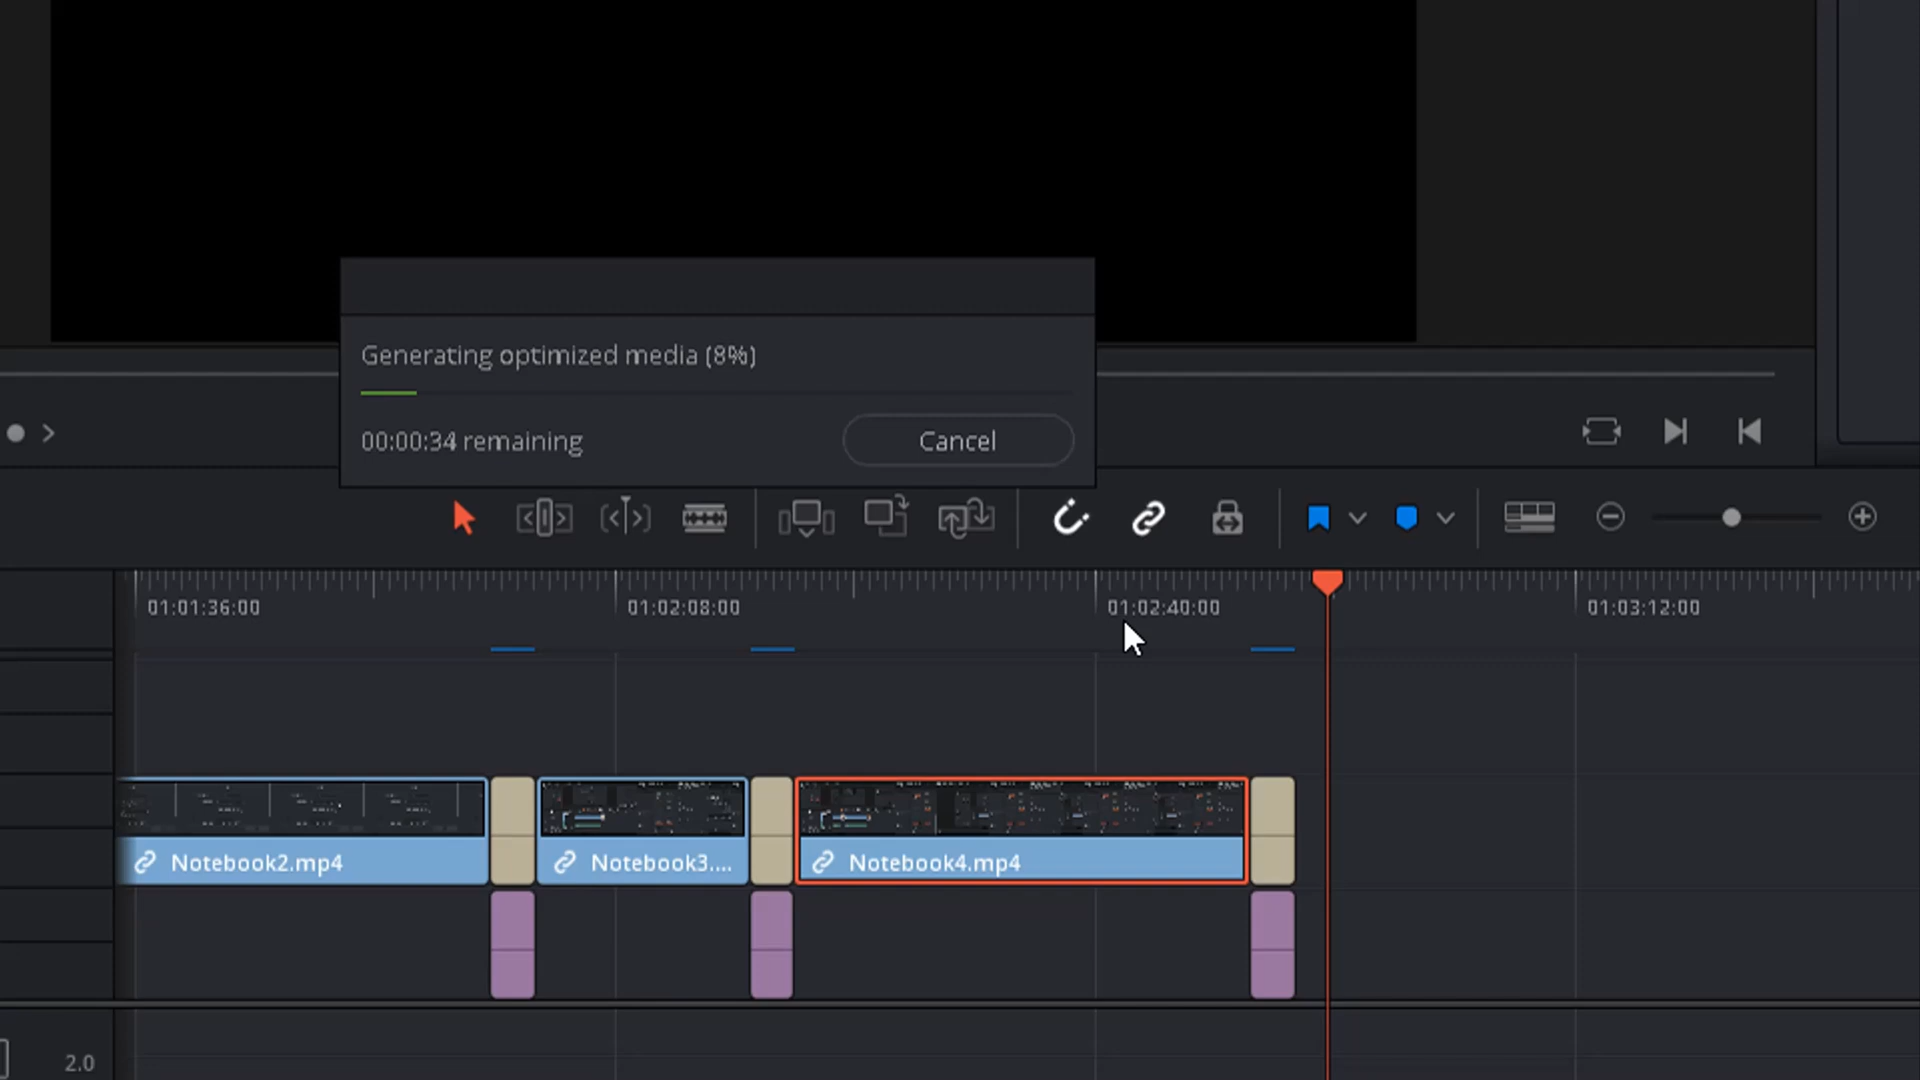 Generating optimized media (8%)
00:00:34 remaining
Cancel
01:01:36:00
01:02:08:00
01:02:40:00
01:03:12:00
Notebook2.mp4
Notebook3....
Notebook4.mp4
2.0